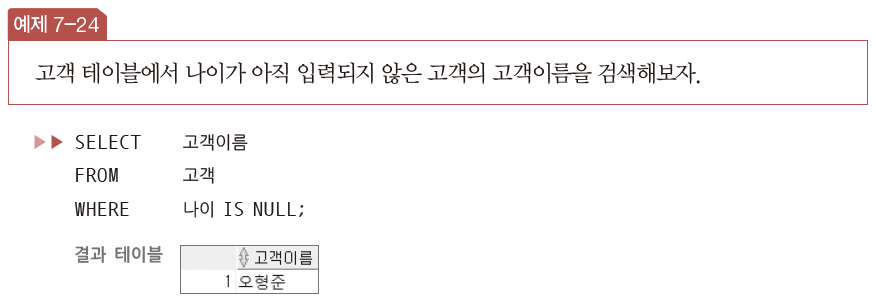 예제 7-24
고객 테이블에서 나이가 아직 입력되지 않은 고객의 고객이름을 검색해보자.
SELECT 고객이름
FROM 고객
WHERE 나이 IS NULL;
결과 테이블
고객이름
1 오형준